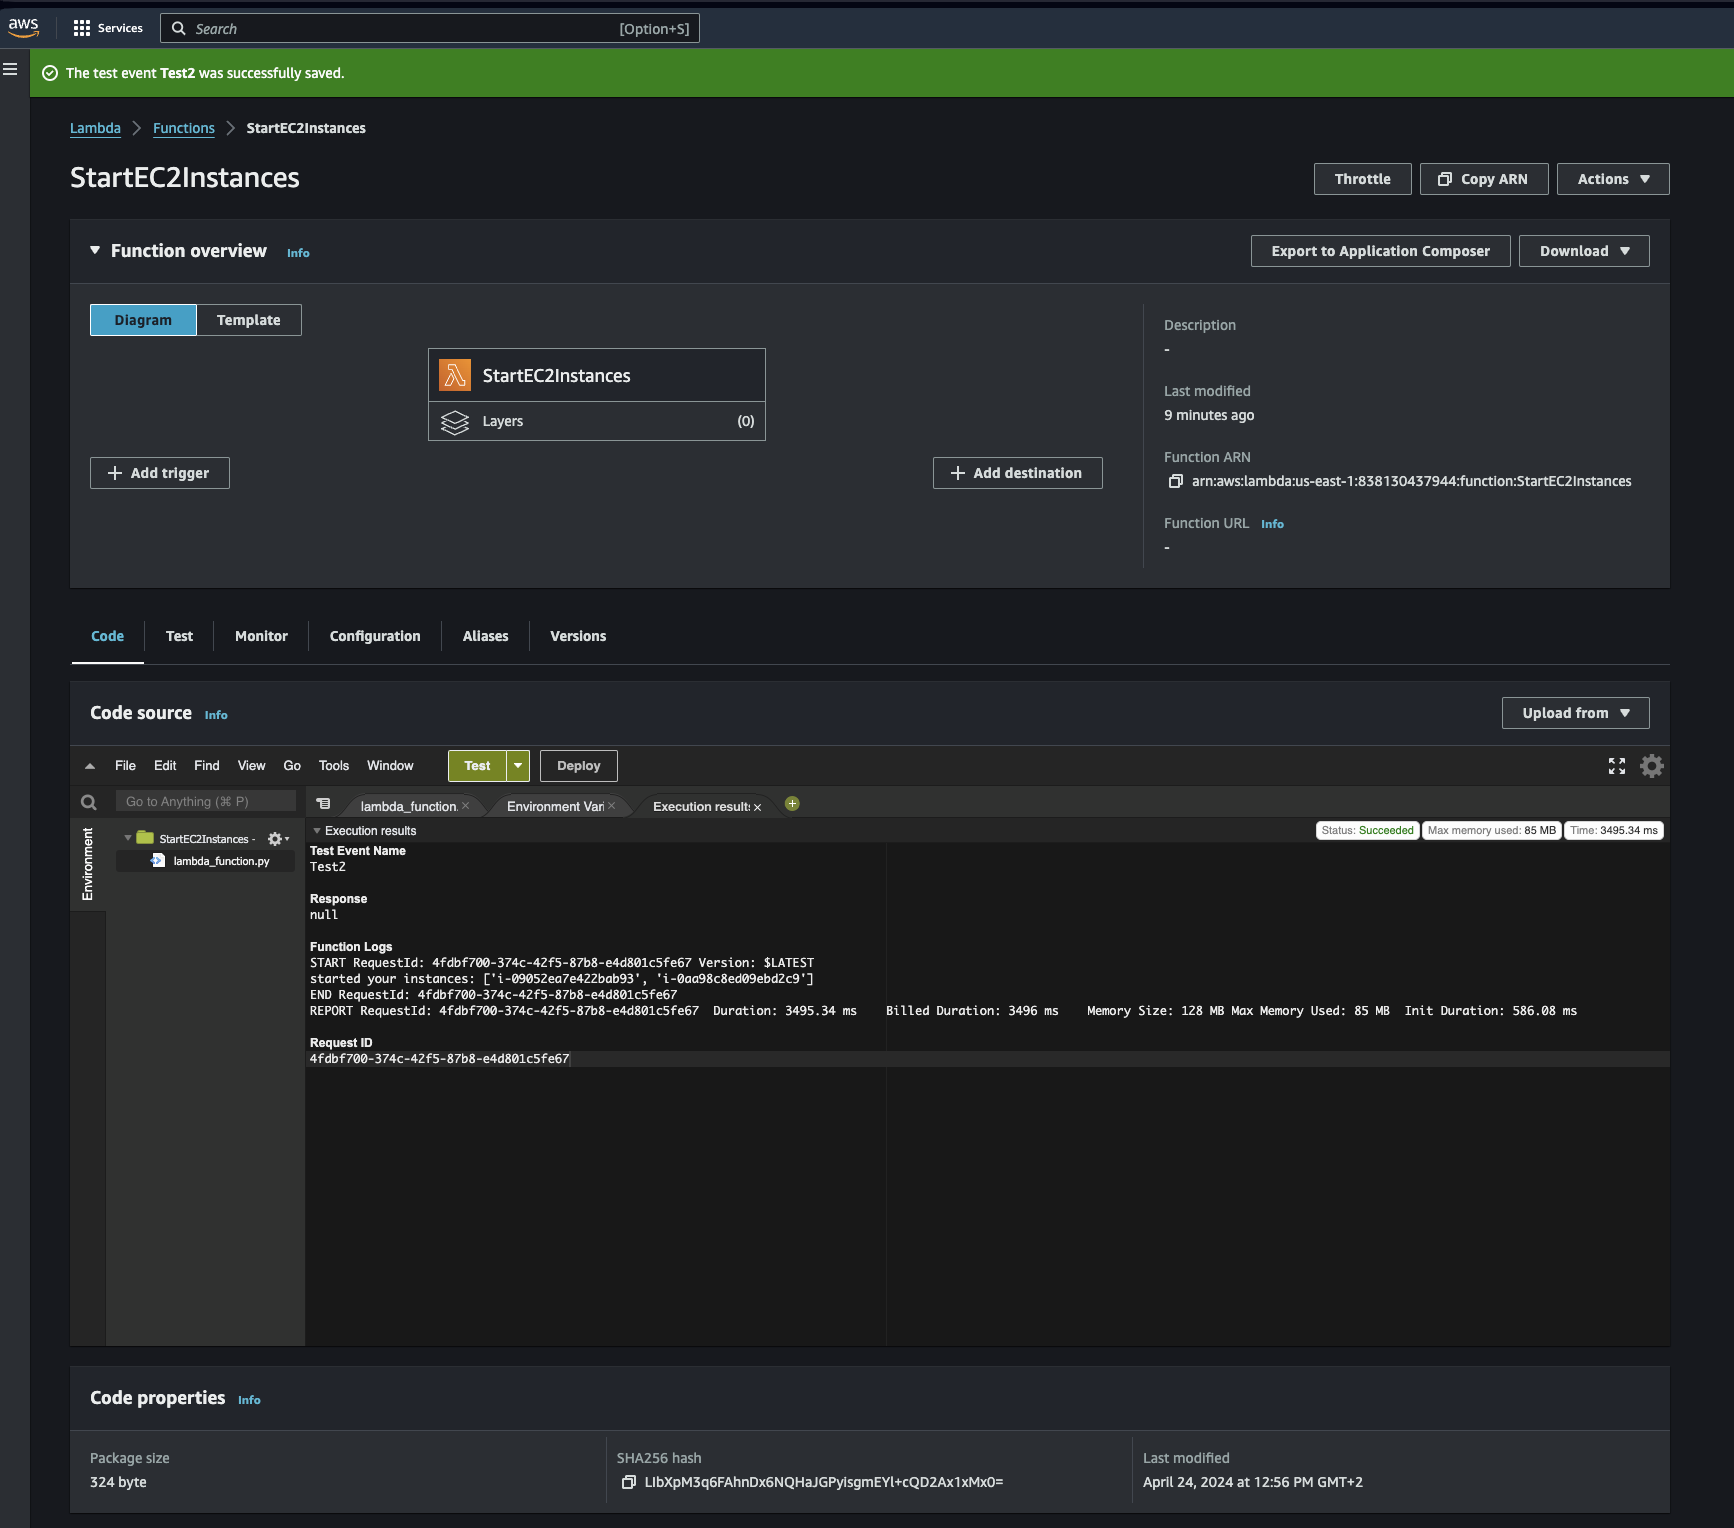 aws Services Search [Option+S]
The test event Test2 was successfully saved.
Lambda Functions StartEC2Instances
StartEC2Instances
Throttle Copy ARN Actions
Function overview Info
Export to Application Composer Download
Diagram Template
StartEC2Instances
Layers (0)
Add trigger
Add destination
Description
-
Last modified
9 minutes ago
Function ARN
arn:aws:lambda:us-east-1:838130437944:function:StartEC2Instances
Function URL Info
-
Code Test Monitor Configuration Aliases Versions
Code source Info
Upload from
File Edit Find View Go Tools Window Test Deploy
Go to Anything (⌘ P)
lambda_function. Environment Vari Execution results
Environment
StartEC2Instances -
lambda_function.py
Execution results
Status: Succeeded Max memory used: 85 MB Time: 3495.34 ms
Test Event Name
Test2
Response
null
Function Logs
START RequestId: 4fdbf700-374c-42f5-87b8-e4d801c5fe67 Version: $LATEST
started your instances: ['i-09052ea7e422bab93', 'i-0aa98c8ed09ebd2c9']
END RequestId: 4fdbf700-374c-42f5-87b8-e4d801c5fe67
REPORT RequestId: 4fdbf700-374c-42f5-87b8-e4d801c5fe67 Duration: 3495.34 ms Billed Duration: 3496 ms Memory Size: 128 MB Max Memory Used: 85 MB Init Duration: 586.08 ms
Request ID
4fdbf700-374c-42f5-87b8-e4d801c5fe67
Code properties Info
Package size
324 byte
SHA256 hash
LIbXpM3q6FAhnDx6NQHaJGPyisgmEYl+cQD2Ax1xMx0=
Last modified
April 24, 2024 at 12:56 PM GMT+2